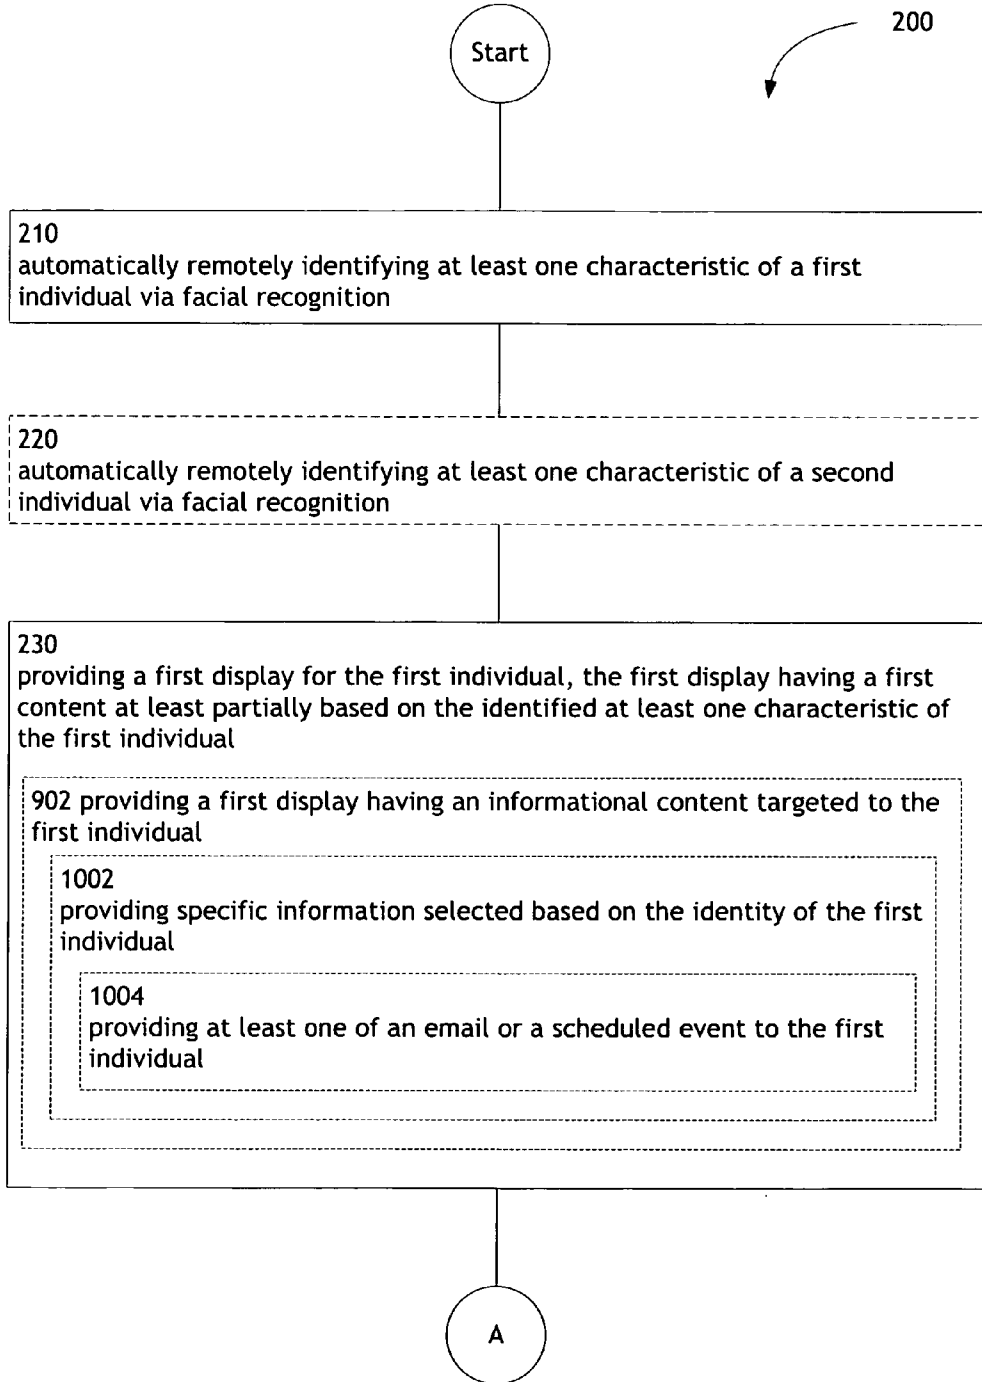 200
Start
210
automatically remotely identifying at least one characteristic of a first
individual via facial recognition
220
automatically remotely identifying at least one characteristic of a second
individual via facial recognition
230
providing a first display for the first individual, the first display having a first
content at least partially based on the identified at least one characteristic of
the first individual
902 providing a first display having an informational content targeted to the
first individual
1002
providing specific information selected based on the identity of the first
individual
1004
providing at least one of an email or a scheduled event to the first
individual
A